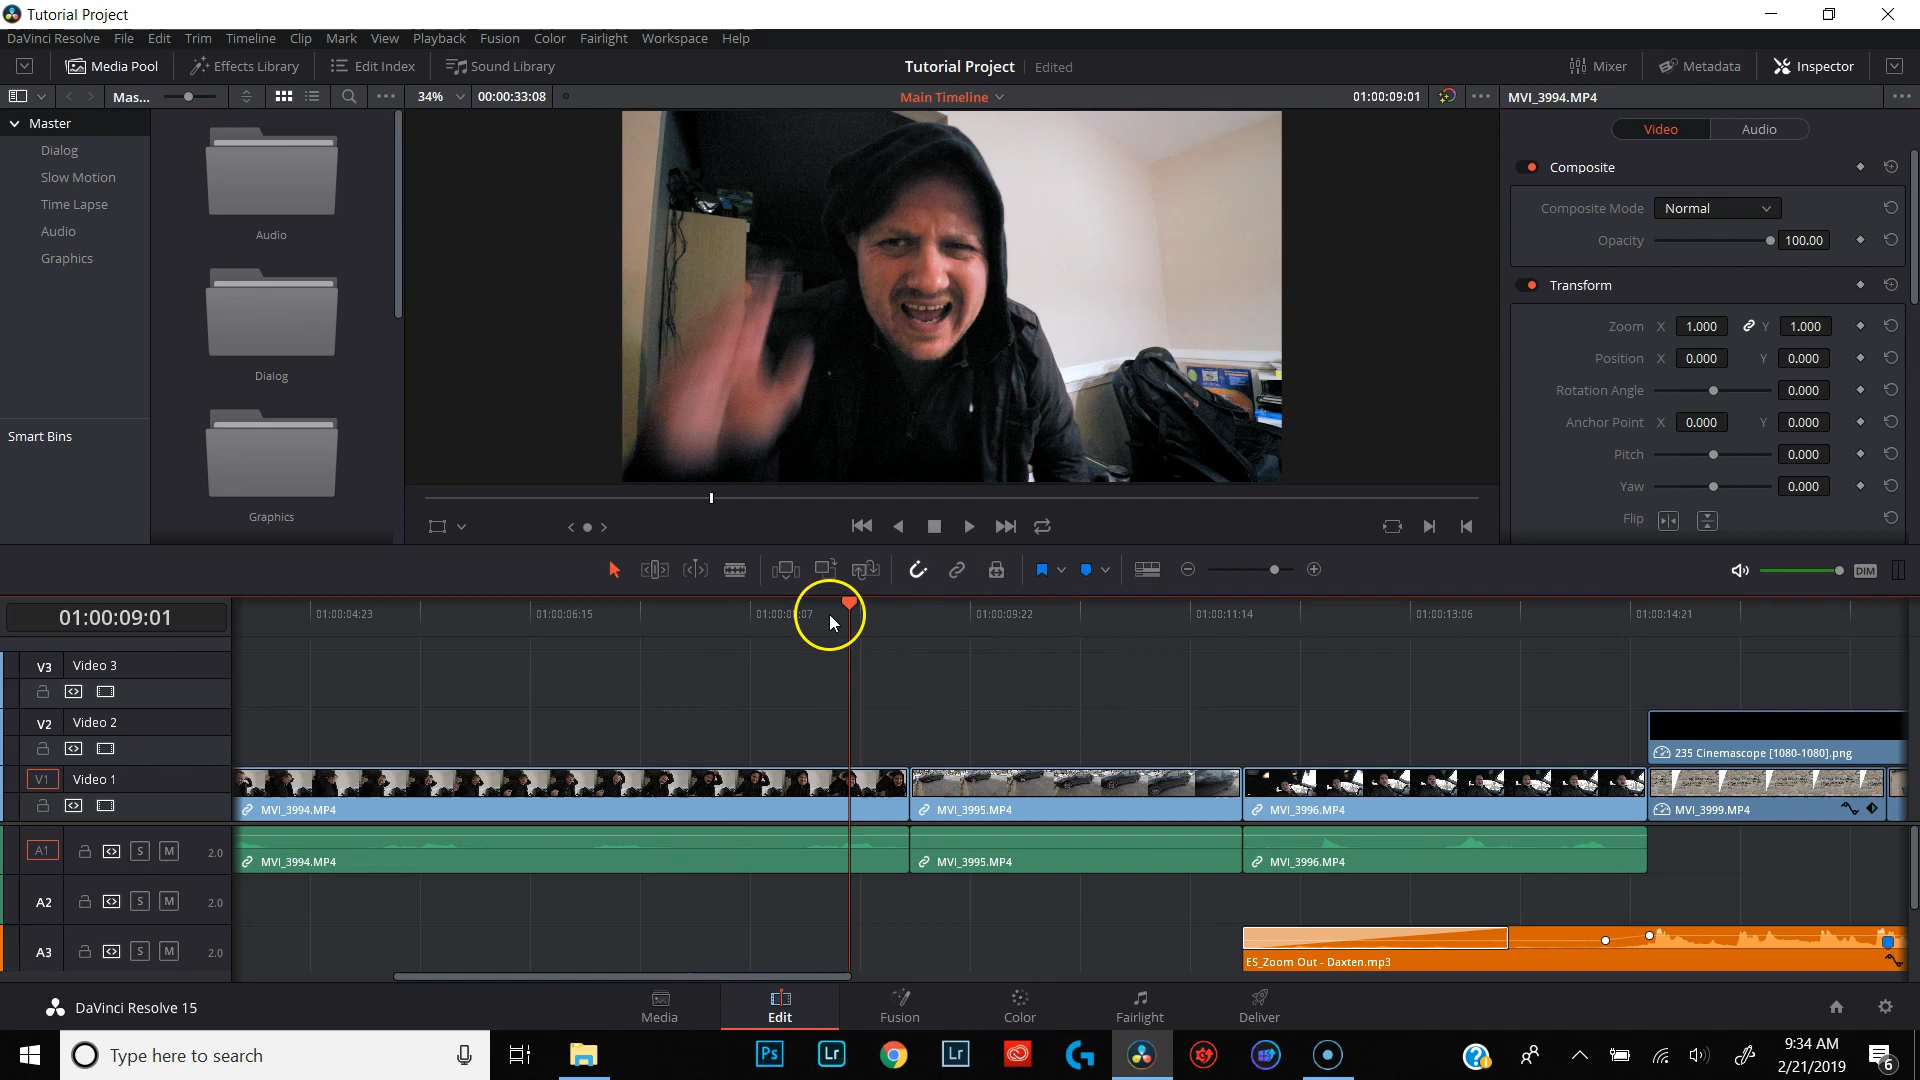 Tutorial Project
DaVinci Resolve File Edit Trim Timeline Clip Mark View Playback Fusion Color Fairlight Workspace Help
Media Pool Effects Library Edit Index Sound Library Tutorial Project Edited Mixer Metadata Inspector
Mas... 34% 00:00:33:08 Main Timeline 01:00:09:01 MVI_3994.MP4
Master
Dialog
Slow Motion
Time Lapse
Audio
Graphics
Smart Bins
Audio
Dialog
Graphics
Video Audio
Composite
Composite Mode Normal
Opacity 100.00
Transform
Zoom X 1.000 Y 1.000
Position X 0.000 Y 0.000
Rotation Angle 0.000
Anchor Point X 0.000 Y 0.000
Pitch 0.000
Yaw 0.000
Flip
DIM
01:00:09:01 01:00:04:23 01:00:06:15 01:00:08:07 01:00:09:22 01:00:11:14 01:00:13:06 01:00:14:21
V3 Video 3
V2 Video 2
235 Cinemascope [1080-1080].png
V1 Video 1
MVI_3994.MP4 MVI_3995.MP4 MVI_3996.MP4 MVI_3999.MP4
A1 S M 2.0
MVI_3994.MP4 MVI_3995.MP4 MVI_3996.MP4
A2 S M 2.0
A3 S M 2.0
ES_Zoom Out - Daxten.mp3
DaVinci Resolve 15 Media Edit Fusion Color Fairlight Deliver
Type here to search Ps Lr Lr 9:34 AM
2/21/2019 6